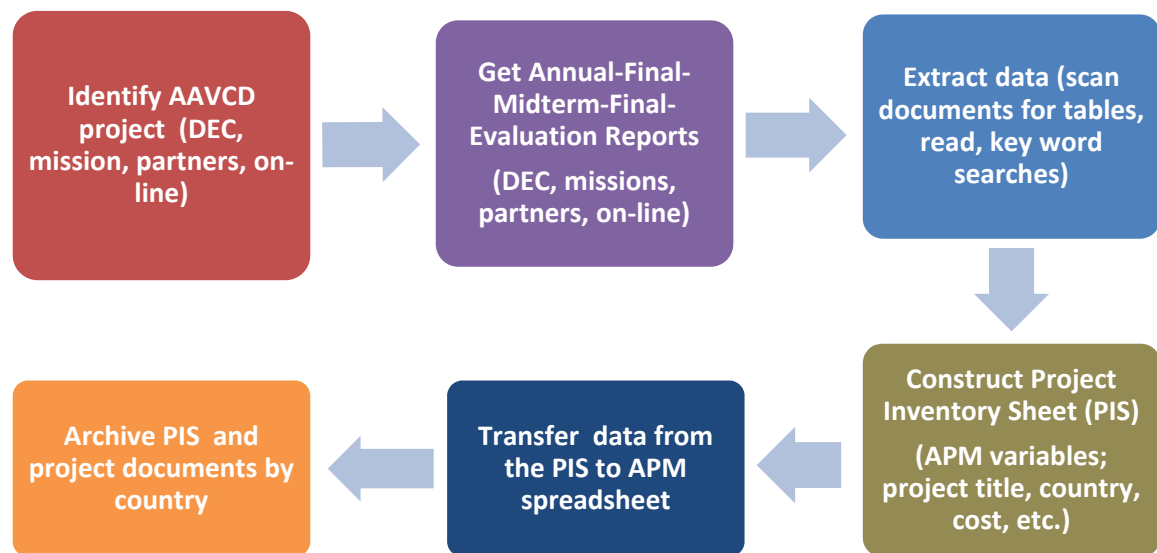 Identify AAVCD
project (DEC,
mission, partners, on-
line)
Get Annual-Final-
Midterm-Final-
Evaluation Reports
(DEC, missions,
partners, on-line)
Extract data (scan
documents for tables,
read, key word
searches)
Construct Project
Inventory Sheet (PIS)
(APM variables;
project title, country,
cost, etc.)
Transfer data from
the PIS to APM
spreadsheet
Archive PIS and
project documents by
country